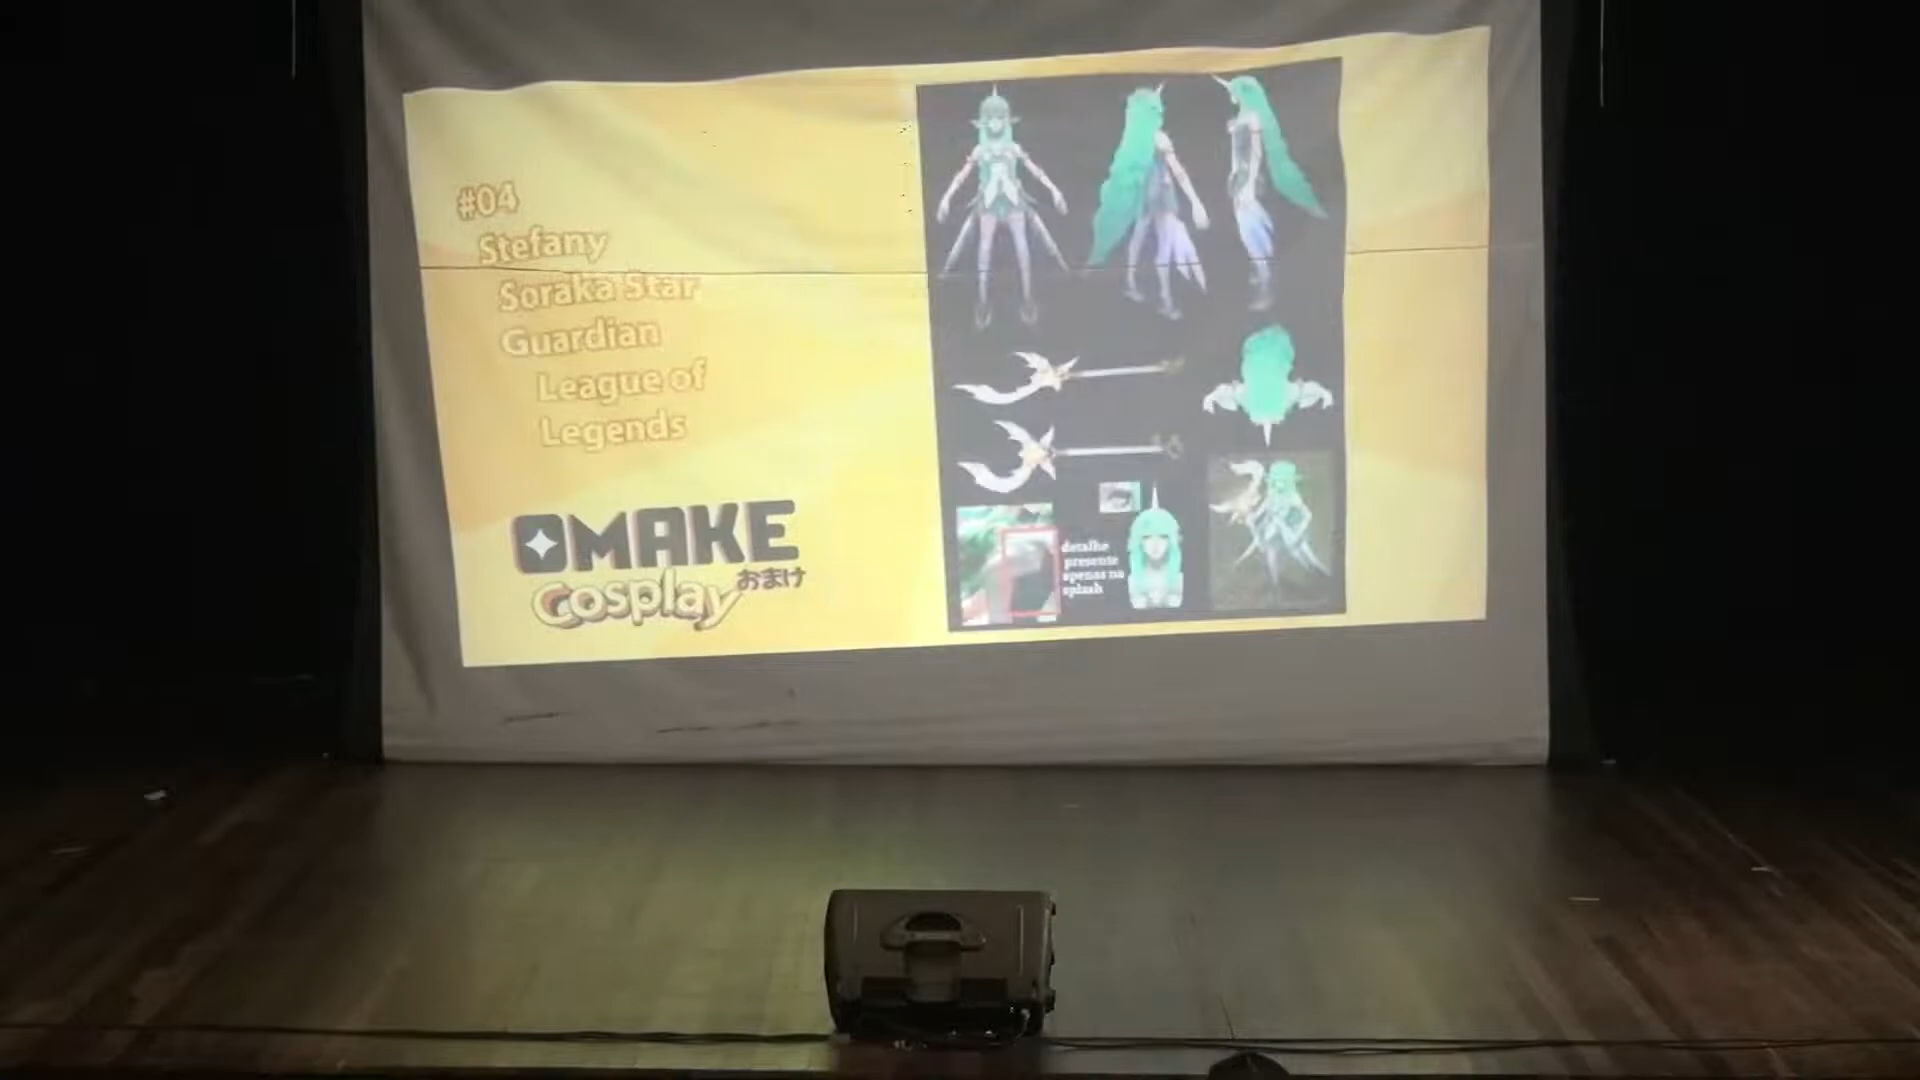 #04
Stefany
Soraka Star
Guardian
League of
Legends
OMAKE
Cosplay おまけ
detalhe
presente
apenas na
splash